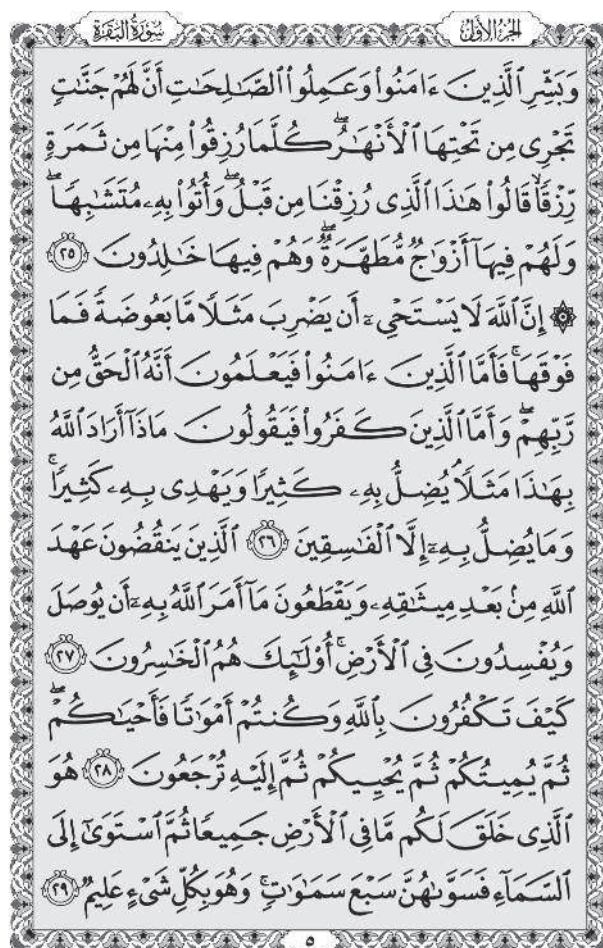 الجزء الأول
سورة البقرة
وَبَشِّرِ ٱلَّذِينَ ءَامَنُواْ وَعَمِلُواْ ٱلصَّٰلِحَٰتِ أَنَّ لَهُمْ جَنَّٰتٍ
تَجْرِى مِن تَحْتِهَا ٱلْأَنْهَٰرُ ۖ كُلَّمَا رُزِقُواْ مِنْهَا مِن ثَمَرَةٍ
رِّزْقًا ۙ قَالُواْ هَٰذَا ٱلَّذِى رُزِقْنَا مِن قَبْلُ ۖ وَأُتُواْ بِهِۦ مُتَشَٰبِهًا ۖ
وَلَهُمْ فِيهَآ أَزْوَٰجٌ مُّطَهَّرَةٌ ۖ وَهُمْ فِيهَا خَٰلِدُونَ ٢٥
۞ إِنَّ ٱللَّهَ لَا يَسْتَحْىِۦٓ أَن يَضْرِبَ مَثَلًا مَّا بَعُوضَةً فَمَا
فَوْقَهَا ۚ فَأَمَّا ٱلَّذِينَ ءَامَنُواْ فَيَعْلَمُونَ أَنَّهُ ٱلْحَقُّ مِن
رَّبِّهِمْ ۖ وَأَمَّا ٱلَّذِينَ كَفَرُواْ فَيَقُولُونَ مَاذَآ أَرَادَ ٱللَّهُ
بِهَٰذَا مَثَلًا ۘ يُضِلُّ بِهِۦ كَثِيرًا وَيَهْدِى بِهِۦ كَثِيرًا ۚ
وَمَا يُضِلُّ بِهِۦٓ إِلَّا ٱلْفَٰسِقِينَ ٢٦ ٱلَّذِينَ يَنقُضُونَ عَهْدَ
ٱللَّهِ مِنۢ بَعْدِ مِيثَٰقِهِۦ وَيَقْطَعُونَ مَآ أَمَرَ ٱللَّهُ بِهِۦٓ أَن يُوصَلَ
وَيُفْسِدُونَ فِى ٱلْأَرْضِ ۚ أُوْلَٰٓئِكَ هُمُ ٱلْخَٰسِرُونَ ٢٧
كَيْفَ تَكْفُرُونَ بِٱللَّهِ وَكُنتُمْ أَمْوَٰتًا فَأَحْيَٰكُمْ ۖ
ثُمَّ يُمِيتُكُمْ ثُمَّ يُحْيِيكُمْ ثُمَّ إِلَيْهِ تُرْجَعُونَ ٢٨ هُوَ
ٱلَّذِى خَلَقَ لَكُم مَّا فِى ٱلْأَرْضِ جَمِيعًا ثُمَّ ٱسْتَوَىٰٓ إِلَى
ٱلسَّمَآءِ فَسَوَّىٰهُنَّ سَبْعَ سَمَٰوَٰتٍ ۚ وَهُوَ بِكُلِّ شَىْءٍ عَلِيمٌ ٢٩
٥